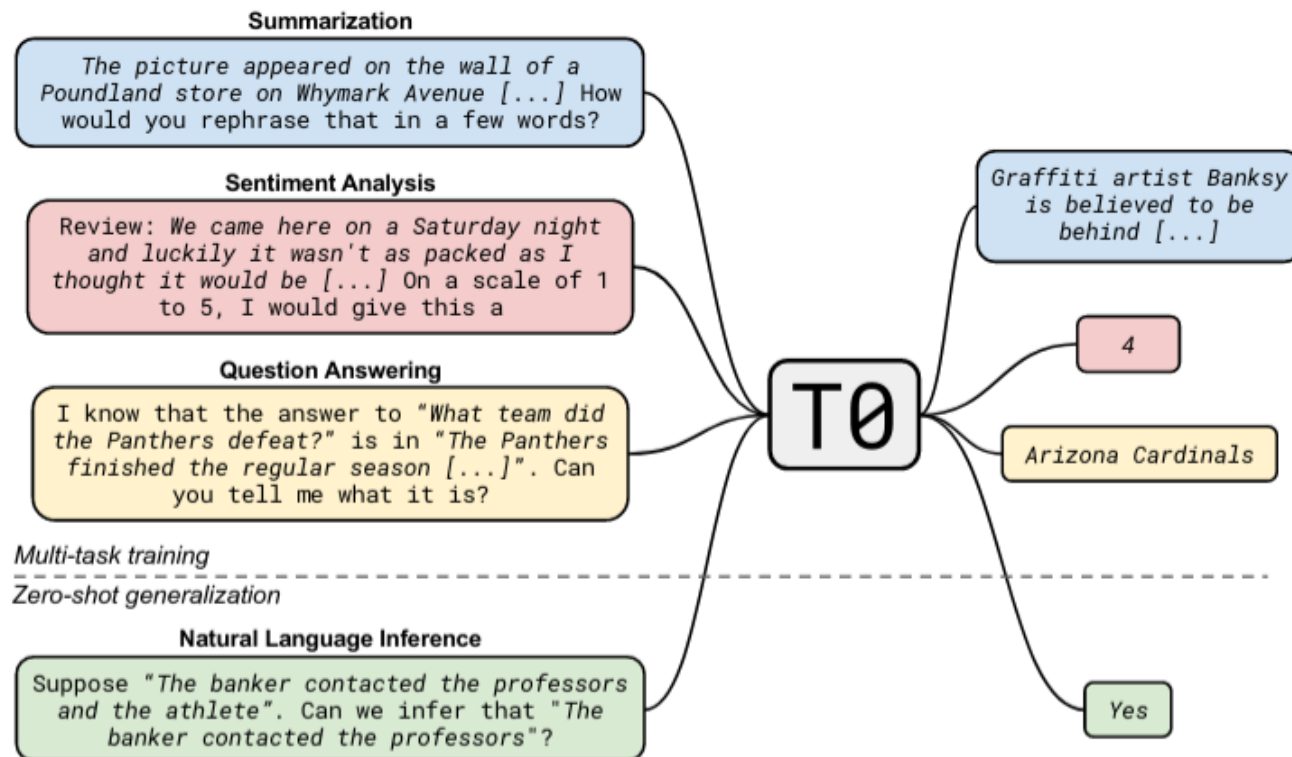 Summarization
The picture appeared on the wall of a
Poundland store on Whymark Avenue [...] How
would you rephrase that in a few words?
Sentiment Analysis
Review: We came here on a Saturday night
and luckily it wasn't as packed as I
thought it would be [...] On a scale of 1
to 5, I would give this a
Question Answering
I know that the answer to “What team did
the Panthers defeat?” is in “The Panthers
finished the regular season [...]”. Can
you tell me what it is?
Multi-task training
Zero-shot generalization
Natural Language Inference
Suppose “The banker contacted the professors
and the athlete”. Can we infer that "The
banker contacted the professors"?
T0
Graffiti artist Banksy
is believed to be
behind [...]
4
Arizona Cardinals
Yes